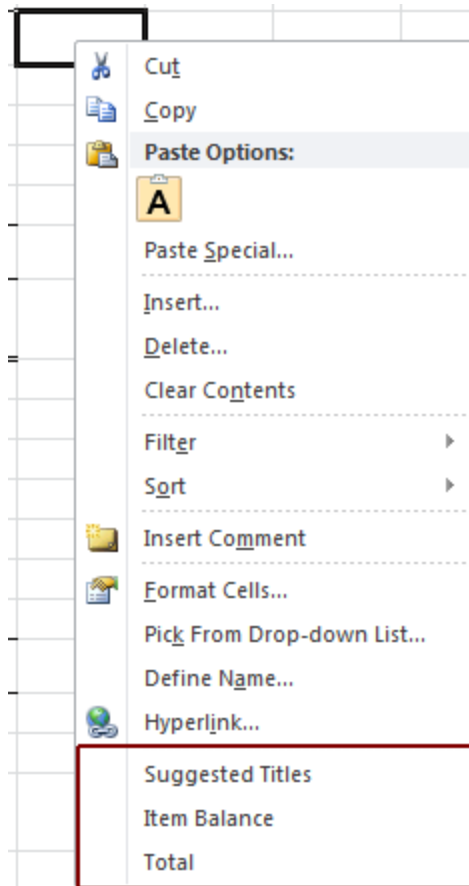 Cut
Copy
Paste Options:
A
Paste Special...
Insert...
Delete...
Clear Contents
Filter
Sort
Insert Comment
Format Cells...
Pick From Drop-down List...
Define Name...
Hyperlink...
Suggested Titles
Item Balance
Total